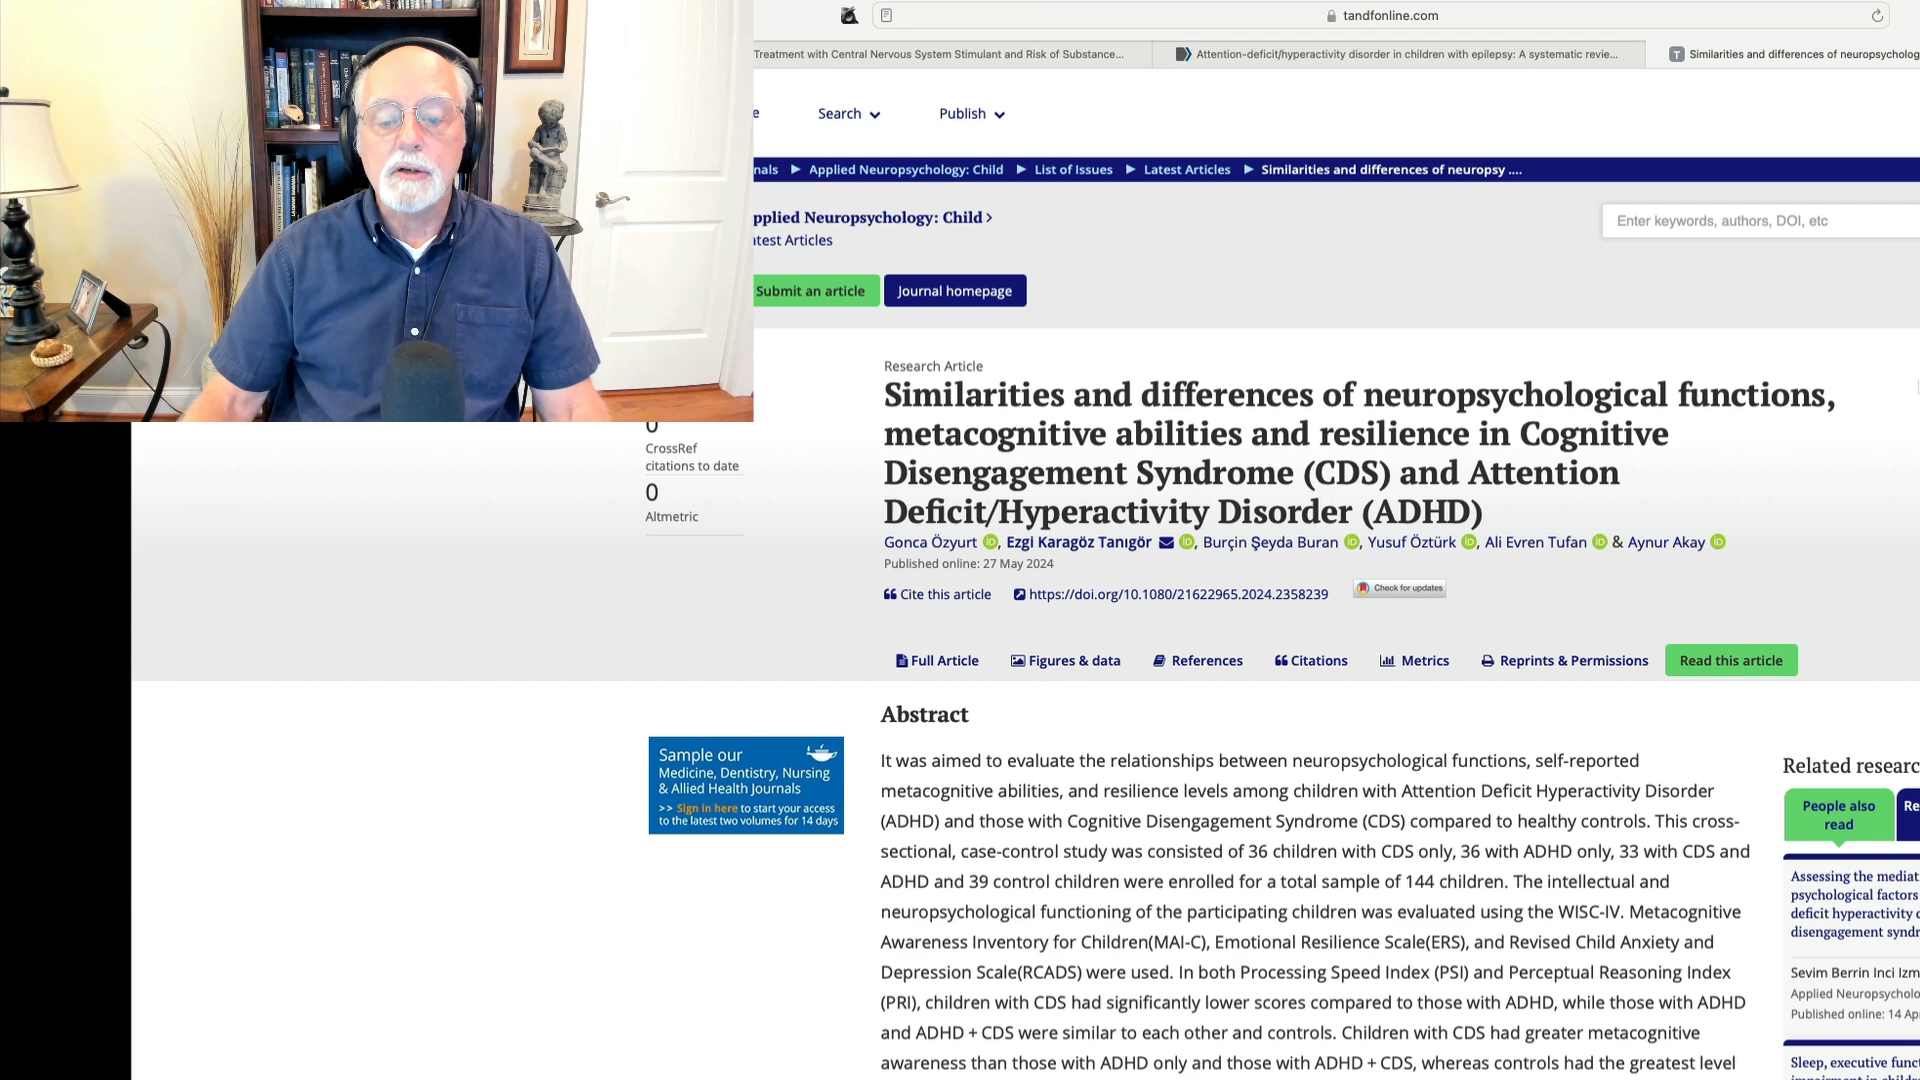 tandfonline.com
Treatment with Central Nervous System Stimulant and Risk of Substance...
Attention-deficit/hyperactivity disorder in children with epilepsy: A systematic revie...
Similarities and differences of neuropsycholog
e
Search
Publish
nals ▶ Applied Neuropsychology: Child ▶ List of Issues ▶ Latest Articles ▶ Similarities and differences of neuropsy ....
pplied Neuropsychology: Child >
test Articles
Enter keywords, authors, DOI, etc
Submit an article
Journal homepage
0
CrossRef
citations to date
0
Altmetric
Research Article
Similarities and differences of neuropsychological functions,
metacognitive abilities and resilience in Cognitive
Disengagement Syndrome (CDS) and Attention
Deficit/Hyperactivity Disorder (ADHD)
Gonca Özyurt iD, Ezgi Karagöz Tanıgör iD, Burçin Şeyda Buran iD, Yusuf Öztürk iD, Ali Evren Tufan iD & Aynur Akay iD
Published online: 27 May 2024
Cite this article https://doi.org/10.1080/21622965.2024.2358239 Check for updates
Full Article Figures & data References Citations Metrics Reprints & Permissions Read this article
Sample our
Medicine, Dentistry, Nursing
& Allied Health Journals
>> Sign in here to start your access
to the latest two volumes for 14 days
Abstract
It was aimed to evaluate the relationships between neuropsychological functions, self-reported
metacognitive abilities, and resilience levels among children with Attention Deficit Hyperactivity Disorder
(ADHD) and those with Cognitive Disengagement Syndrome (CDS) compared to healthy controls. This cross-
sectional, case-control study was consisted of 36 children with CDS only, 36 with ADHD only, 33 with CDS and
ADHD and 39 control children were enrolled for a total sample of 144 children. The intellectual and
neuropsychological functioning of the participating children was evaluated using the WISC-IV. Metacognitive
Awareness Inventory for Children(MAI-C), Emotional Resilience Scale(ERS), and Revised Child Anxiety and
Depression Scale(RCADS) were used. In both Processing Speed Index (PSI) and Perceptual Reasoning Index
(PRI), children with CDS had significantly lower scores compared to those with ADHD, while those with ADHD
and ADHD + CDS were similar to each other and controls. Children with CDS had greater metacognitive
awareness than those with ADHD only and those with ADHD + CDS, whereas controls had the greatest level
Related researc
People also
read
Re
Assessing the mediat
psychological factors
deficit hyperactivity d
disengagement syndr
Sevim Berrin Inci Izm
Applied Neuropsycholo
Published online: 14 Ap
Sleep, executive funct